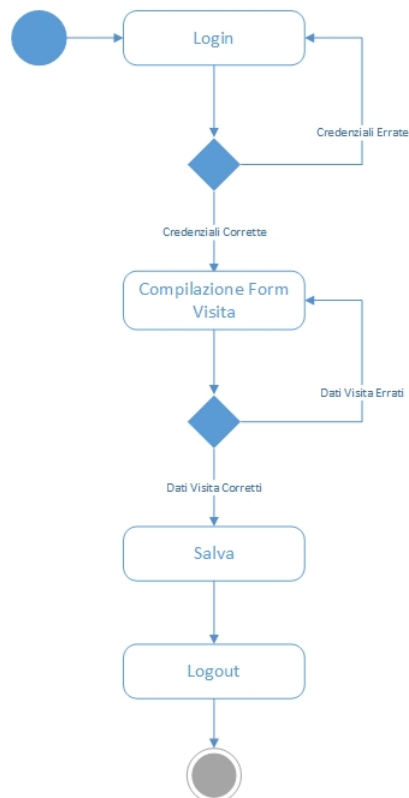 Login
Credenziali Errate
Credenziali Corrette
Compilazione Form
Visita
Dati Visita Errati
Dati Visita Corretti
Salva
Logout